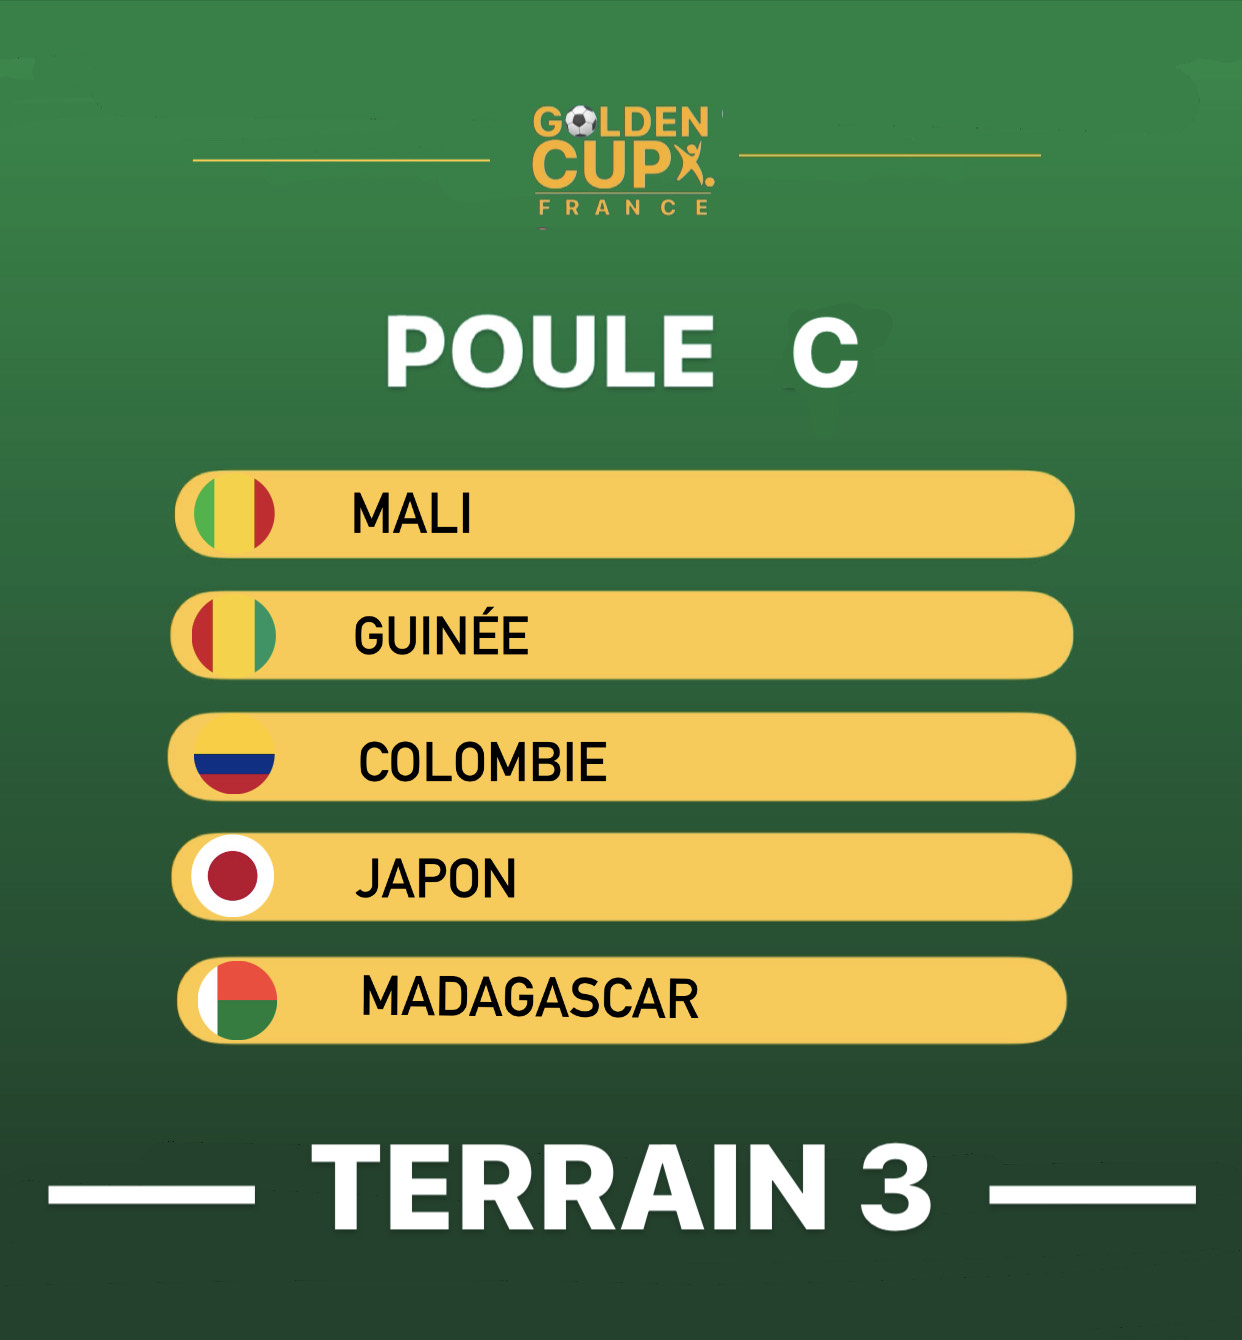 GOLDEN
CUP
FRANCE
POULE C
MALI
GUINÉE
COLOMBIE
JAPON
MADAGASCAR
TERRAIN 3